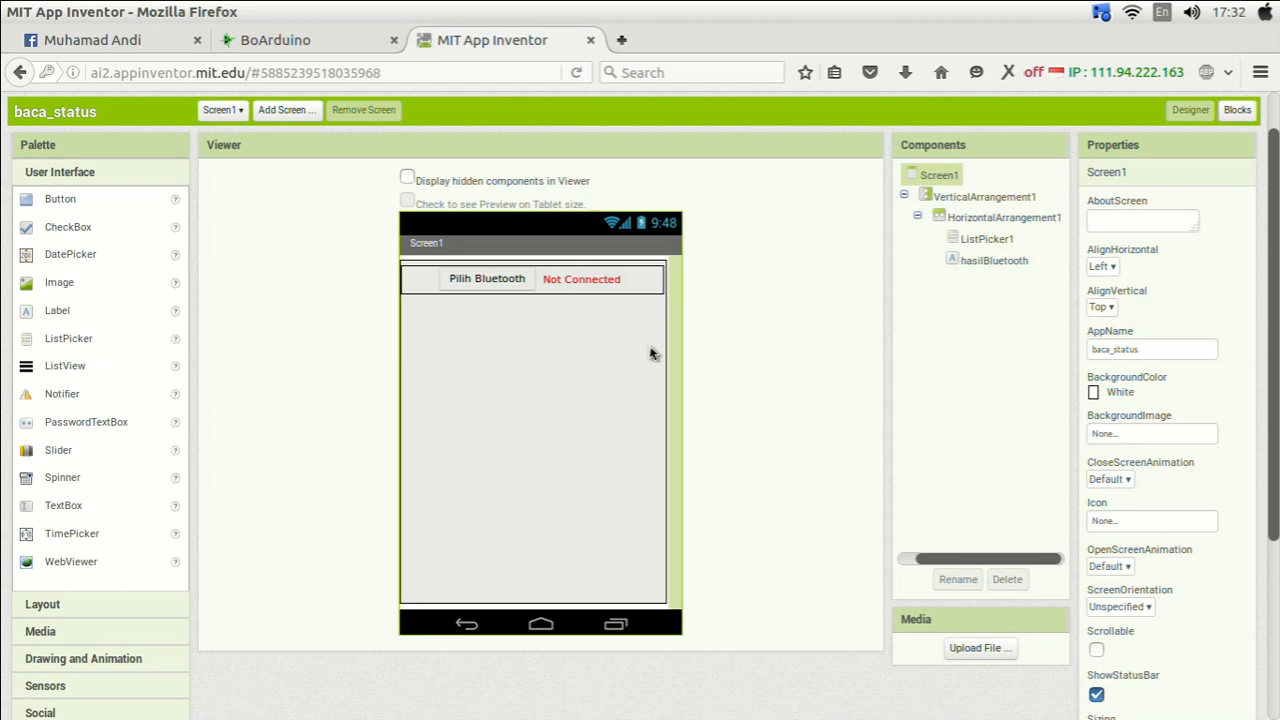 MIT App Inventor - Mozilla Firefox
En
17:32
Muhamad Andi
BoArduino
MIT App Inventor
ai2.appinventor.mit.edu/#5885239518035968
Search
off
IP : 111.94.222.163
ABP
baca_status
Screen1
Add Screen ...
Remove Screen
Designer
Blocks
Palette
User Interface
Button
CheckBox
DatePicker
Image
Label
ListPicker
ListView
Notifier
PasswordTextBox
Slider
Spinner
TextBox
TimePicker
WebViewer
Layout
Media
Drawing and Animation
Sensors
Social
Viewer
Display hidden components in Viewer
Check to see Preview on Tablet size.
9:48
Screen1
Pilih Bluetooth
Not Connected
Components
Screen1
VerticalArrangement1
HorizontalArrangement1
ListPicker1
hasilBluetooth
Rename
Delete
Media
Upload File ...
Properties
Screen1
AboutScreen
AlignHorizontal
Left
AlignVertical
Top
AppName
baca_status
BackgroundColor
White
BackgroundImage
None...
CloseScreenAnimation
Default
Icon
None...
OpenScreenAnimation
Default
ScreenOrientation
Unspecified
Scrollable
ShowStatusBar
Sizing